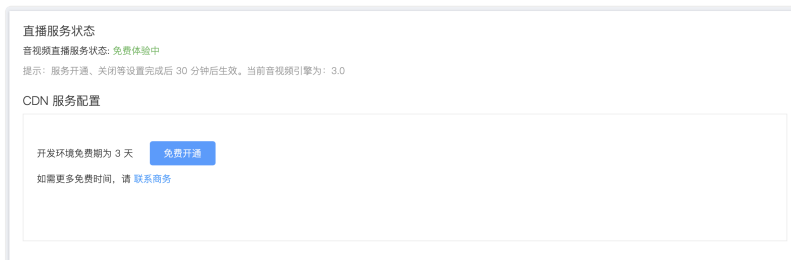 直播服务状态
音视频直播服务状态: 免费体验中
提示：服务开通、关闭等设置完成后 30 分钟后生效。当前音视频引擎为：3.0
CDN 服务配置
开发环境免费期为 3 天 免费开通
如需更多免费时间，请 联系商务